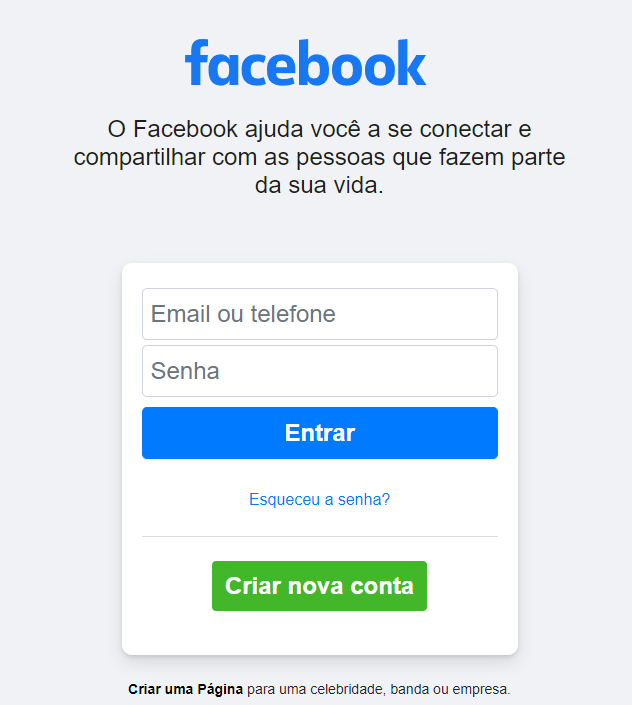 facebook
O Facebook ajuda você a se conectar e
compartilhar com as pessoas que fazem parte
da sua vida.
Email ou telefone
Senha
Entrar
Esqueceu a senha?
Criar nova conta
Criar uma Página para uma celebridade, banda ou empresa.